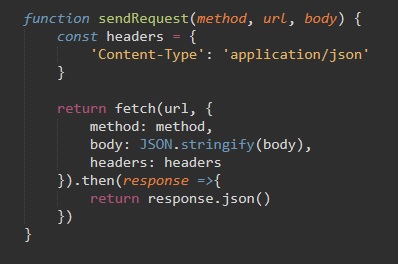 function sendRequest(method, url, body) {
const headers = {
'Content-Type': 'application/json'
}
return fetch(url, {
method: method,
body: JSON.stringify(body),
headers: headers
}).then(response =>{
return response.json()
})
}